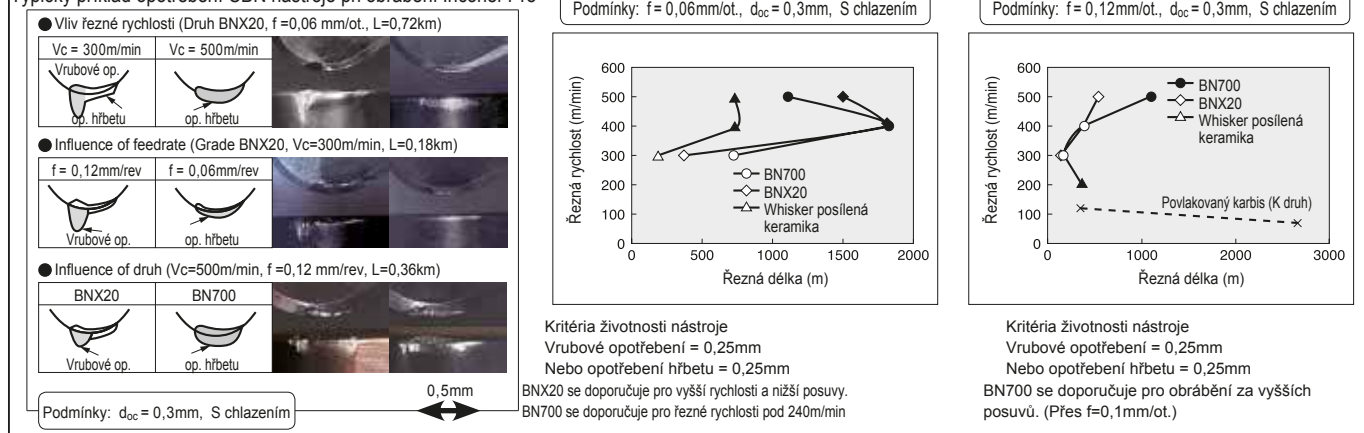 ● Vliv řezné rychlosti (Druh BNX20, f =0,06 mm/ot., L=0,72km)
Vc = 300m/min
Vc = 500m/min
Vrubové op.
op. hřbetu
op. hřbetu
● Influence of feedrate (Grade BNX20, Vc=300m/min, L=0,18km)
f = 0,12mm/rev
f = 0,06mm/rev
Vrubové op.
op. hřbetu
● Influence of druh (Vc=500m/min, f =0,12 mm/rev, L=0,36km)
BNX20
BN700
Vrubové op.
op. hřbetu
Podmínky: doc = 0,3mm, S chlazením
0,5mm
Podmínky: f = 0,06mm/ot., doc = 0,3mm, S chlazením
Řezná rychlost (m/min)
600
500
400
300
200
100
0
0
500
1000
1500
2000
Řezná délka (m)
BN700
BNX20
Whisker posílená
keramika
Kritéria životnosti nástroje
Vrubové opotřebení = 0,25mm
Nebo opotřebení hřbetu = 0,25mm
BNX20 se doporučuje pro vyšší rychlosti a nižší posuvy.
BN700 se doporučuje pro řezné rychlosti pod 240m/min
Podmínky: f = 0,12mm/ot., doc = 0,3mm, S chlazením
Řezná rychlost (m/min)
600
500
400
300
200
100
0
0
1000
2000
3000
Řezná délka (m)
BN700
BNX20
Whisker posílená
keramika
Povlakovaný karbis (K druh)
Kritéria životnosti nástroje
Vrubové opotřebení = 0,25mm
Nebo opotřebení hřbetu = 0,25mm
BN700 se doporučuje pro obrábění za vyšších
posuvů. (Přes f=0,1mm/ot.)